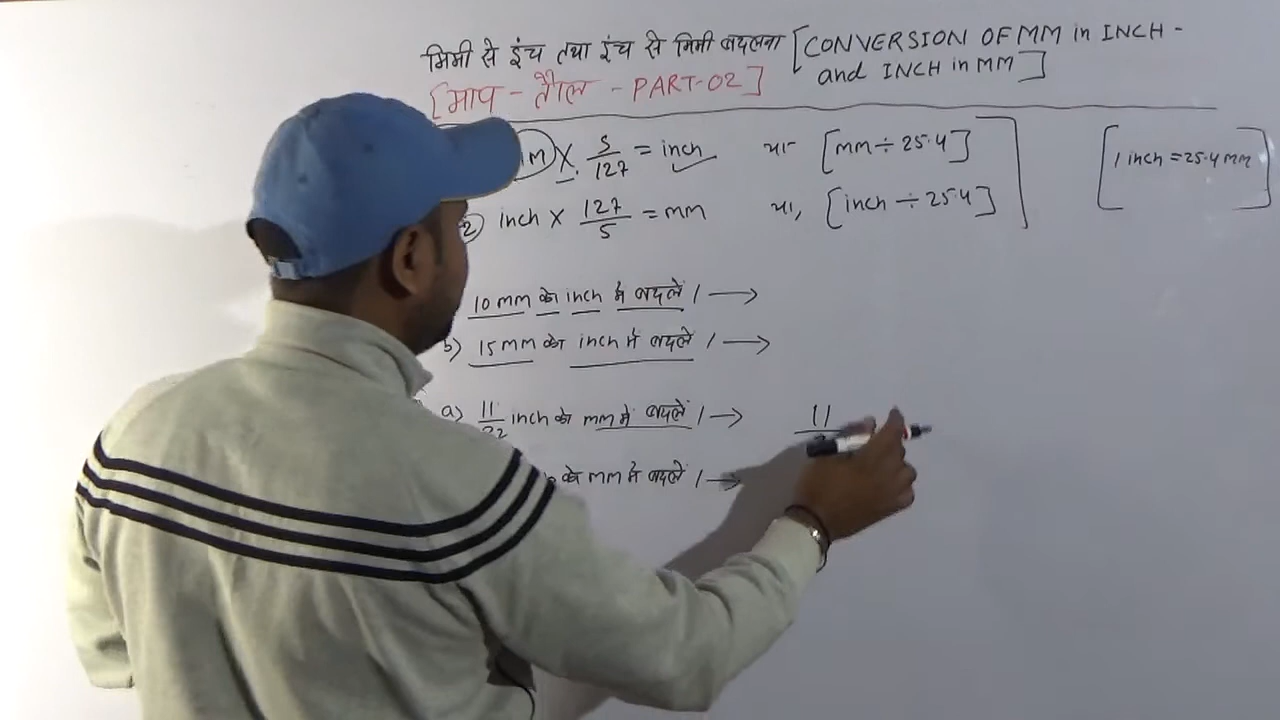 मिमी से इंच तथा इंच से मिमी बदलना [CONVERSION OF MM in INCH -
and INCH in MM]
[माप - तौल - PART-02]
X 5/127 = inch या [mm ÷ 25.4]
[1 inch = 25.4 mm]
2) inch X 127/5 = mm या, [inch ÷ 25.4]
10 mm को inch में बदलें। →
b) 15 mm को inch में बदलें। →
a) 11/32 inch को mm में बदलें। → 11
को mm में बदलें। →